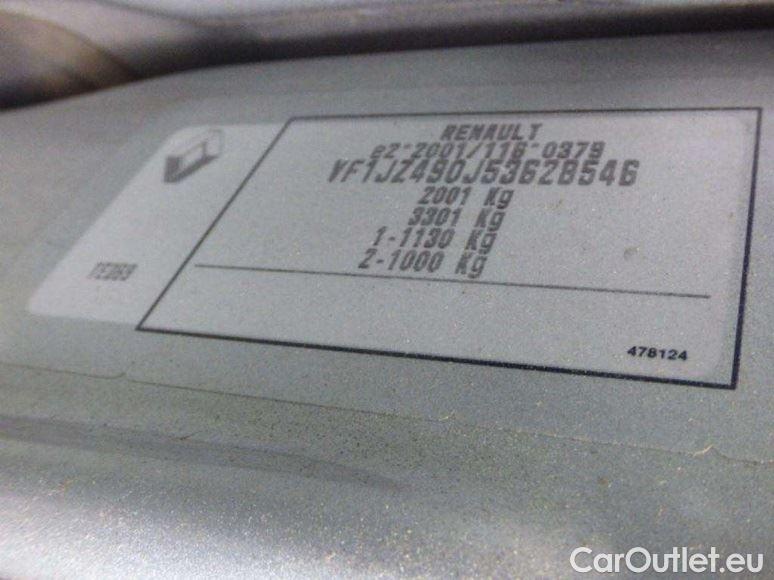 RENAULT
e2*2001/116*0379
VF1JZ490J53628546
2001 Kg
3301 Kg
1-1130 Kg
2-1000 Kg
TED69
478124
CarOutlet.eu